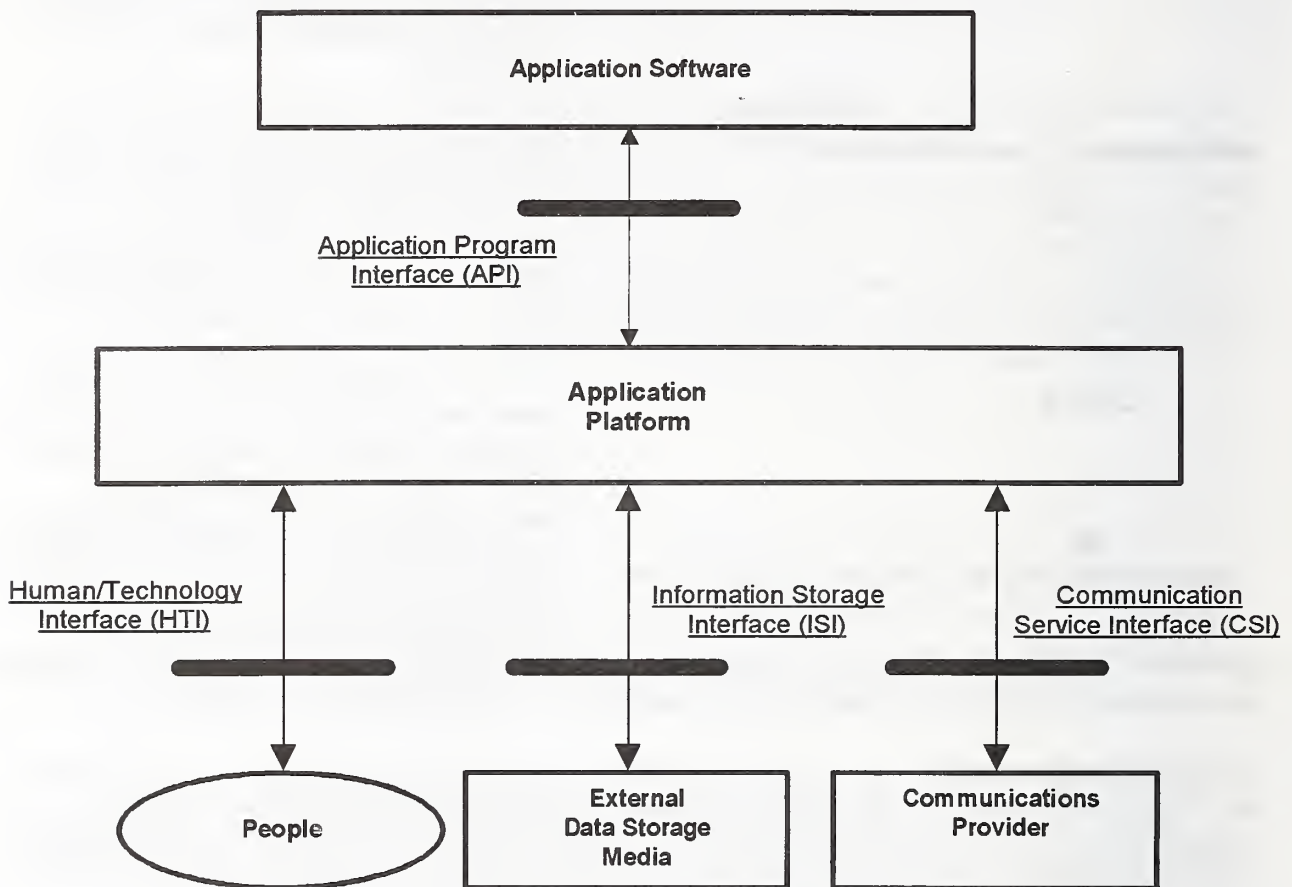 Application Software
Application Program
Interface (API)
Application
Platform
Human/Technology
Interface (HTI)
Information Storage
Interface (ISI)
Communication
Service Interface (CSI)
People
External
Data Storage
Media
Communications
Provider